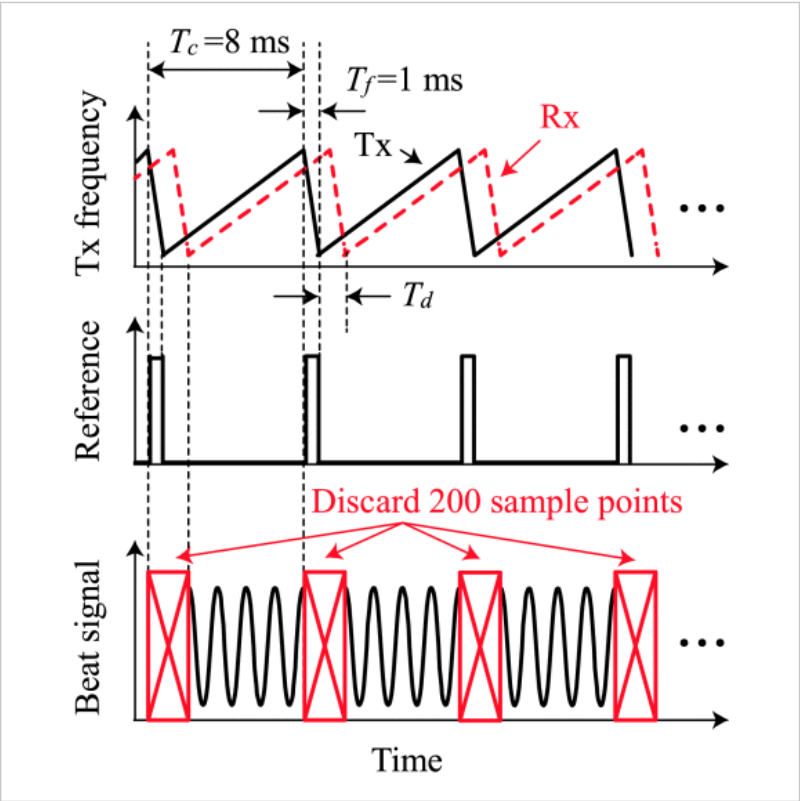 Tc=8 ms
Tf=1 ms
Tx
Rx
Tx frequency
...
Td
Reference
...
Discard 200 sample points
Beat signal
...
Time